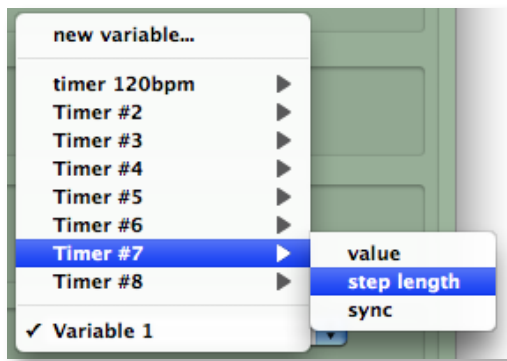 new variable...
timer 120bpm
Timer #2
Timer #3
Timer #4
Timer #5
Timer #6
Timer #7
value
Timer #8
step length
sync
✓ Variable 1